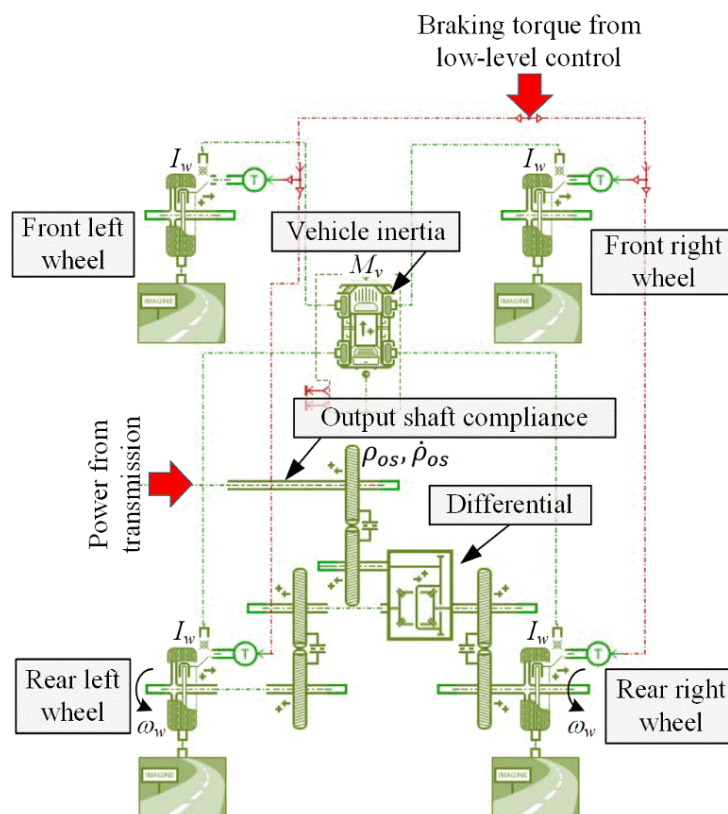 Braking torque from
low-level control
I_w
T
I_w
T
Front left
wheel
Vehicle inertia
Front right
wheel
M_v
IMAGINE
IMAGINE
Output shaft compliance
ρ_os, ρ̇_os
Power from
transmission
Differential
I_w
T
I_w
T
Rear left
wheel
Rear right
wheel
ω_w
ω_w
IMAGINE
IMAGINE